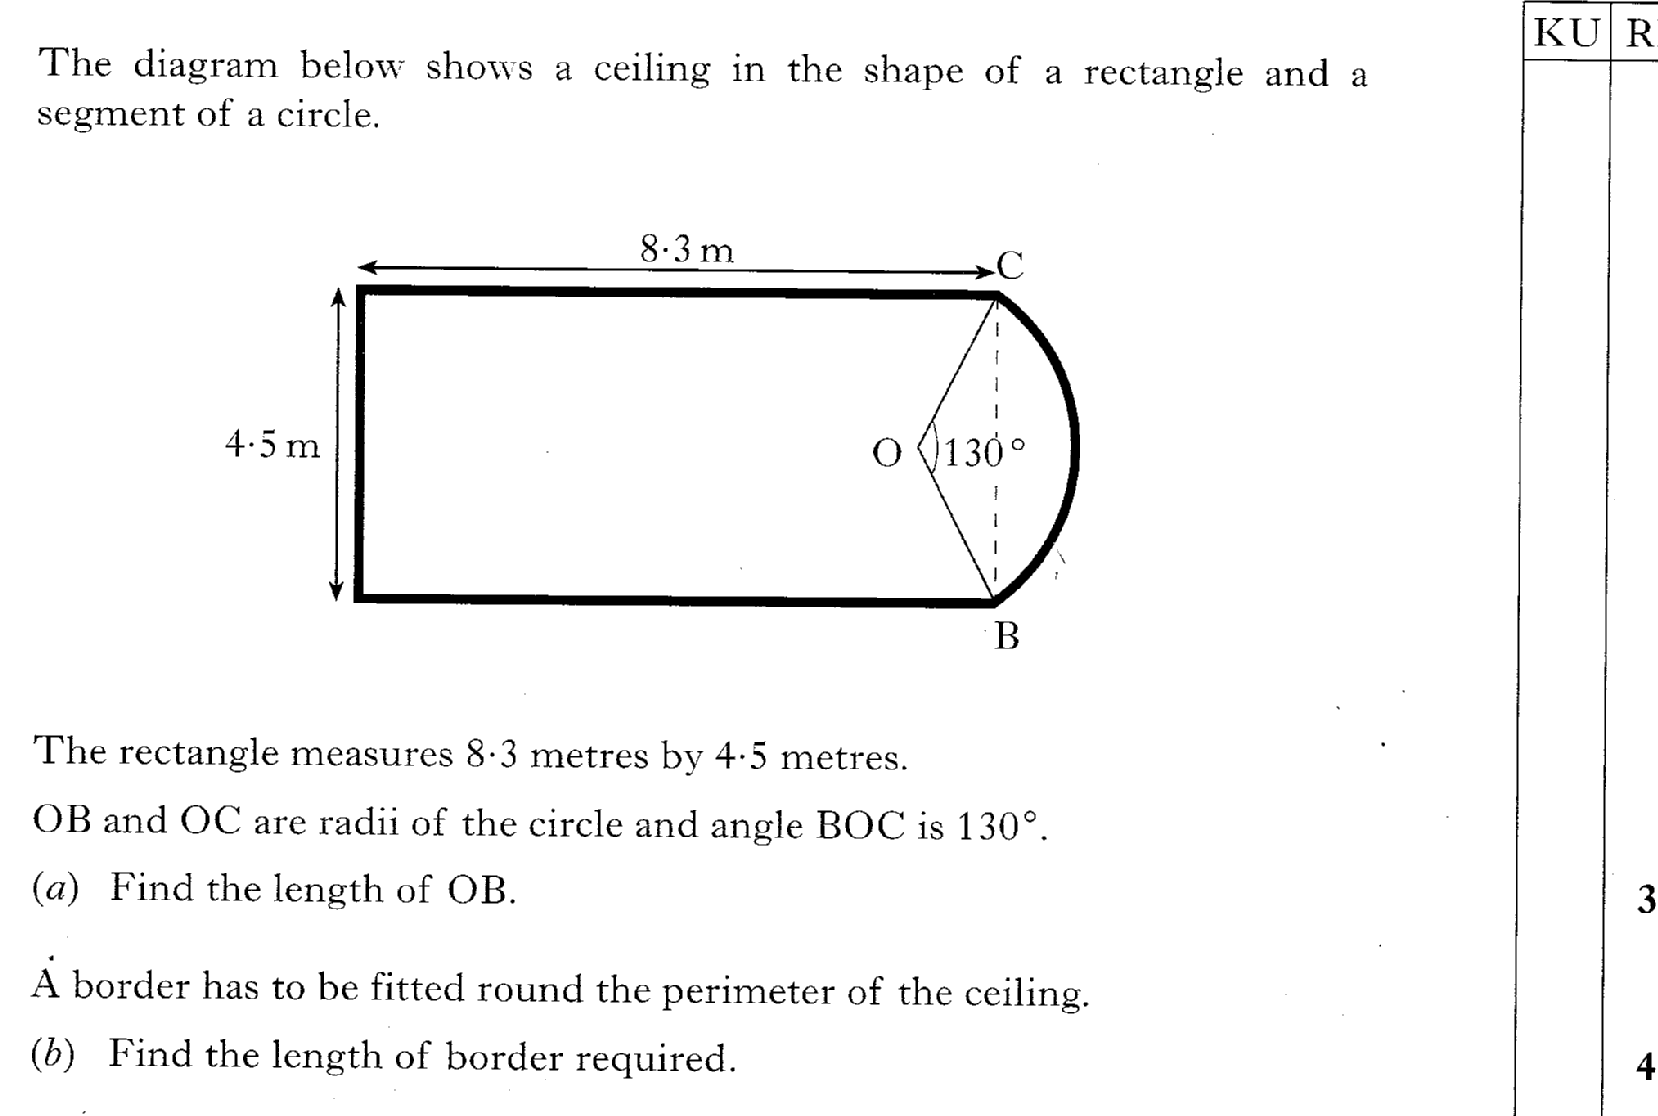 KU R
The diagram below shows a ceiling in the shape of a rectangle and a
segment of a circle.
8·3 m
C
4·5 m
O 130°
B
The rectangle measures 8·3 metres by 4·5 metres.
OB and OC are radii of the circle and angle BOC is 130°.
(a) Find the length of OB.
3
A border has to be fitted round the perimeter of the ceiling.
(b) Find the length of border required.
4